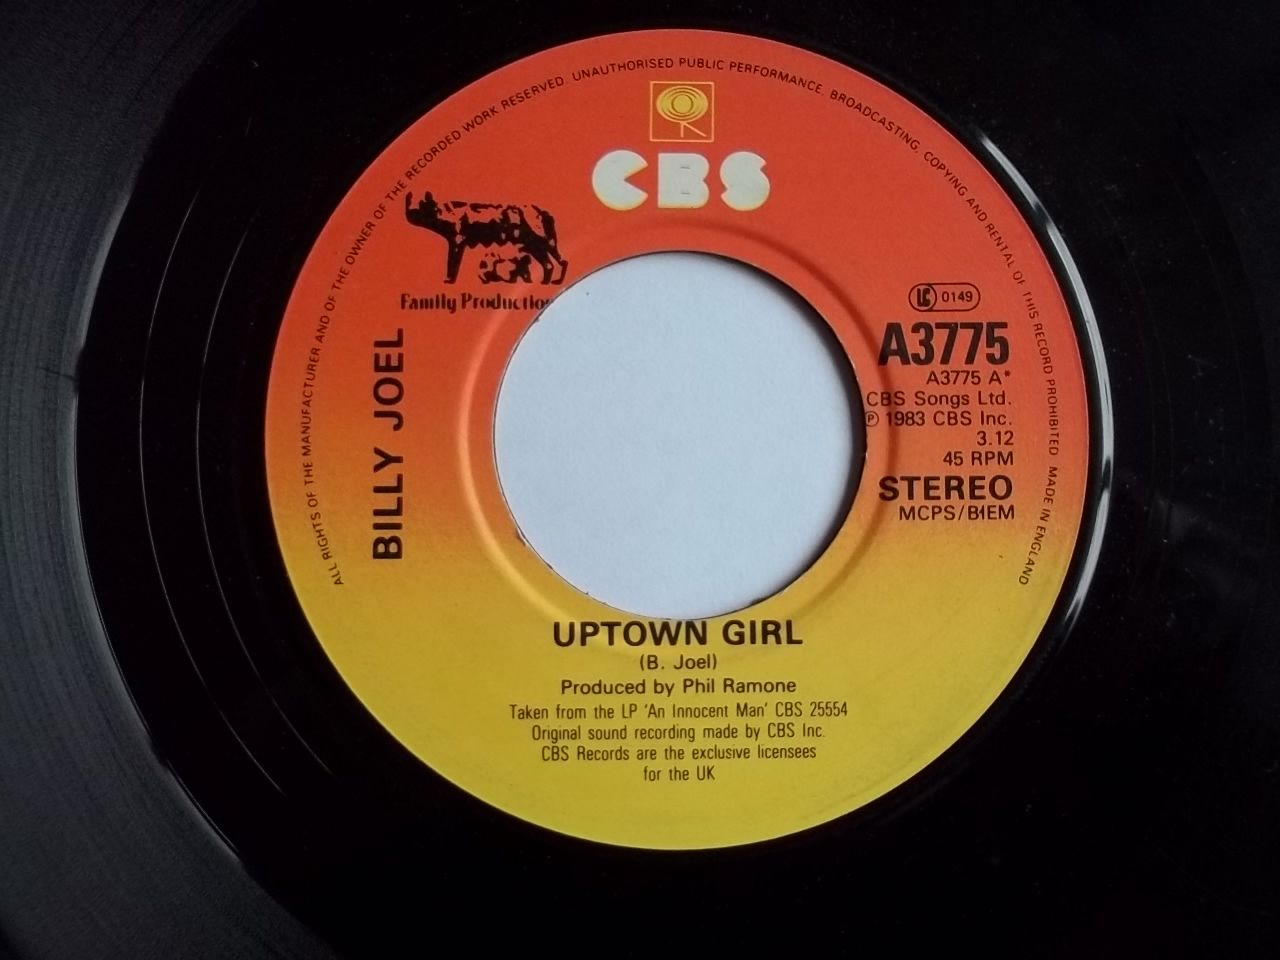 ALL RIGHTS OF THE MANUFACTURER AND OF THE OWNER OF THE RECORDED WORK RESERVED. UNAUTHORISED PUBLIC PERFORMANCE, BROADCASTING, COPYING AND RENTAL OF THIS RECORD PROHIBITED MADE IN ENGLAND
CBS
Family Production
BILLY JOEL
LC 0149
A3775
A3775 A*
CBS Songs Ltd.
℗ 1983 CBS Inc.
3.12
45 RPM
STEREO
MCPS/BIEM
UPTOWN GIRL
(B. Joel)
Produced by Phil Ramone
Taken from the LP 'An Innocent Man' CBS 25554
Original sound recording made by CBS Inc.
CBS Records are the exclusive licensees
for the UK